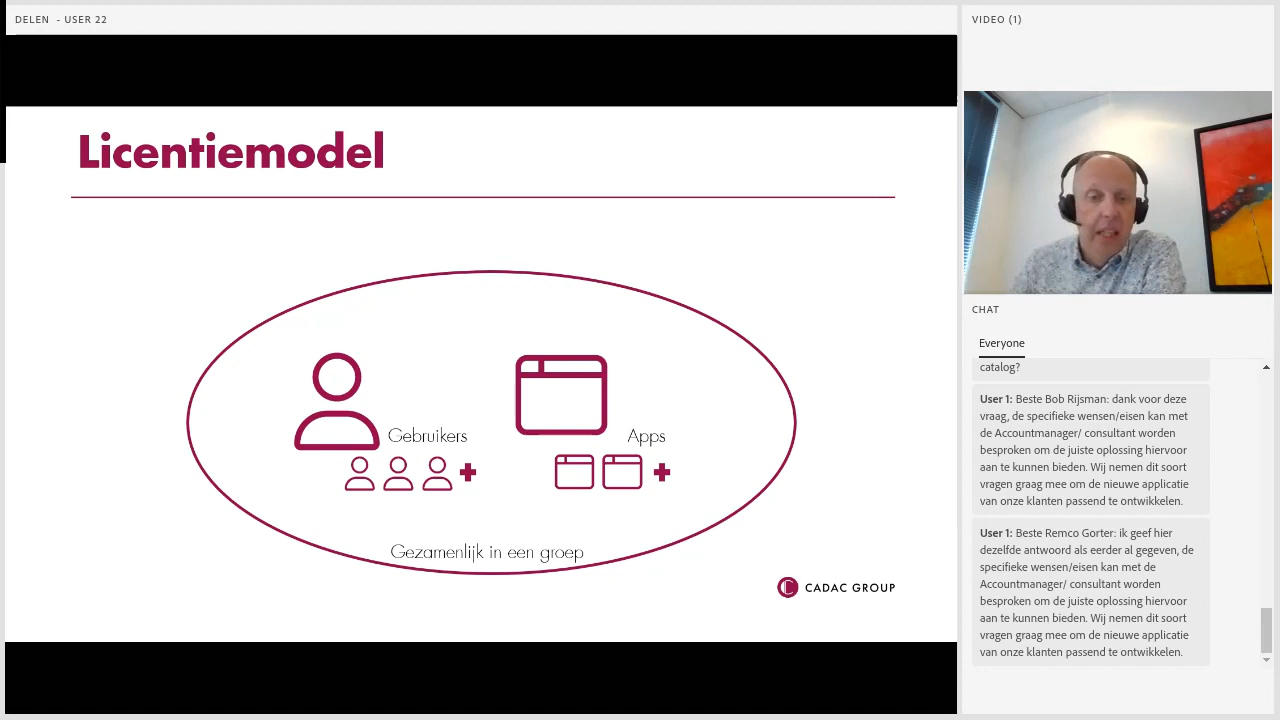 DELEN - USER 22
Licentiemodel
Gebruikers
Apps
Gezamenlijk in een groep
CADAC GROUP
VIDEO (1)
CHAT
Everyone
catalog?
User 1: Beste Bob Rijsman: dank voor deze
vraag, de specifieke wensen/eisen kan met
de Accountmanager/ consultant worden
besproken om de juiste oplossing hiervoor
aan te kunnen bieden. Wij nemen dit soort
vragen graag mee om de nieuwe applicatie
van onze klanten passend te ontwikkelen.
User 1: Beste Remco Gorter: ik geef hier
dezelfde antwoord als eerder al gegeven, de
specifieke wensen/eisen kan met de
Accountmanager/ consultant worden
besproken om de juiste oplossing hiervoor
aan te kunnen bieden. Wij nemen dit soort
vragen graag mee om de nieuwe applicatie
van onze klanten passend te ontwikkelen.